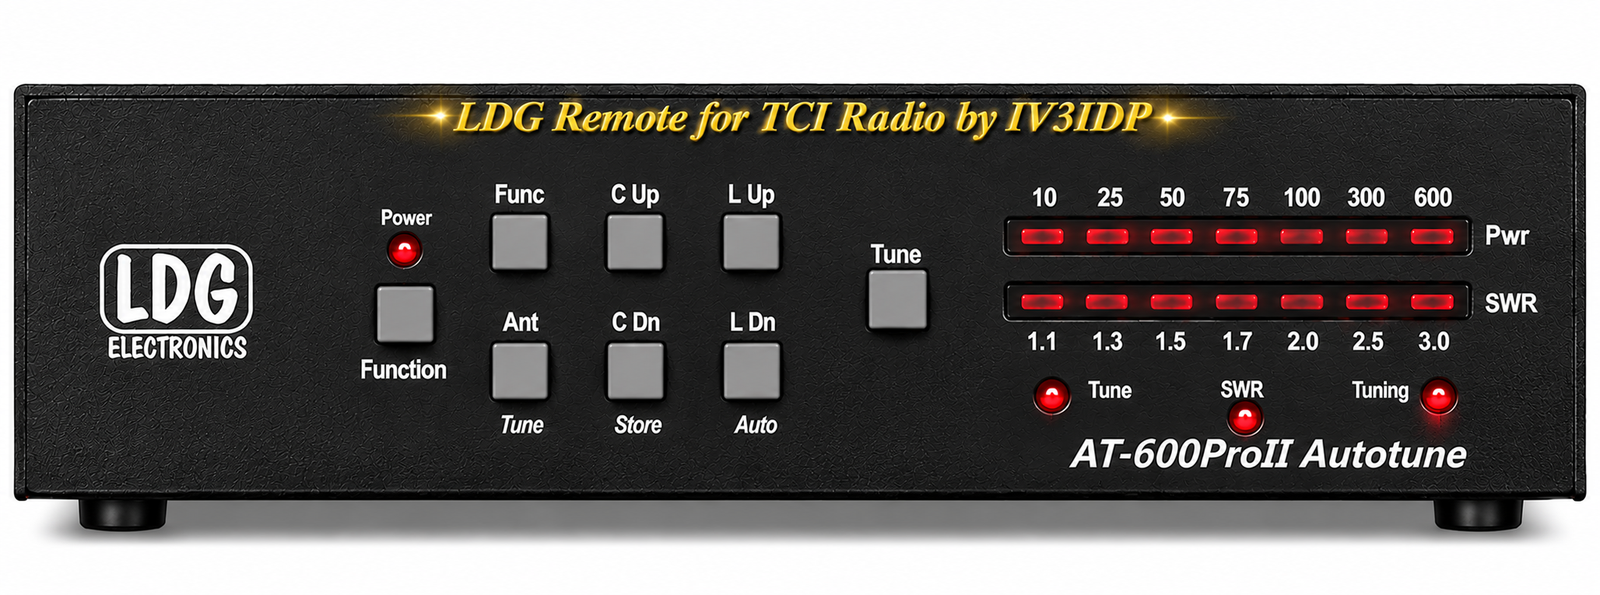 LDG Remote for TCI Radio by IV3IDP
LDG
ELECTRONICS
Power
Function
Func C Up L Up
Ant C Dn L Dn
Tune Store Auto
Tune
10 25 50 75 100 300 600
Pwr
SWR
1.1 1.3 1.5 1.7 2.0 2.5 3.0
Tune SWR Tuning
AT-600ProII Autotune